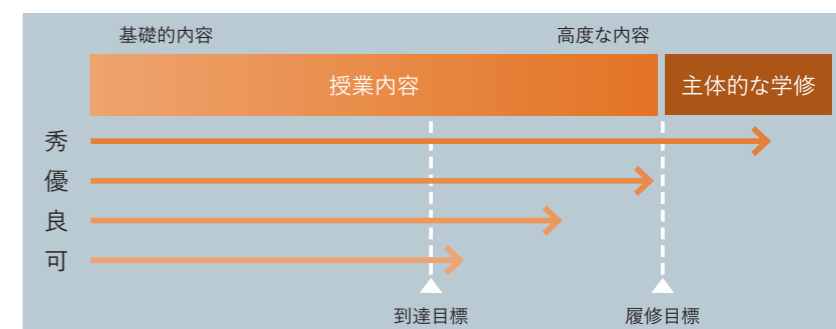 基礎的内容 高度な内容
授業内容 主体的な学修
秀
優
良
可
到達目標 履修目標